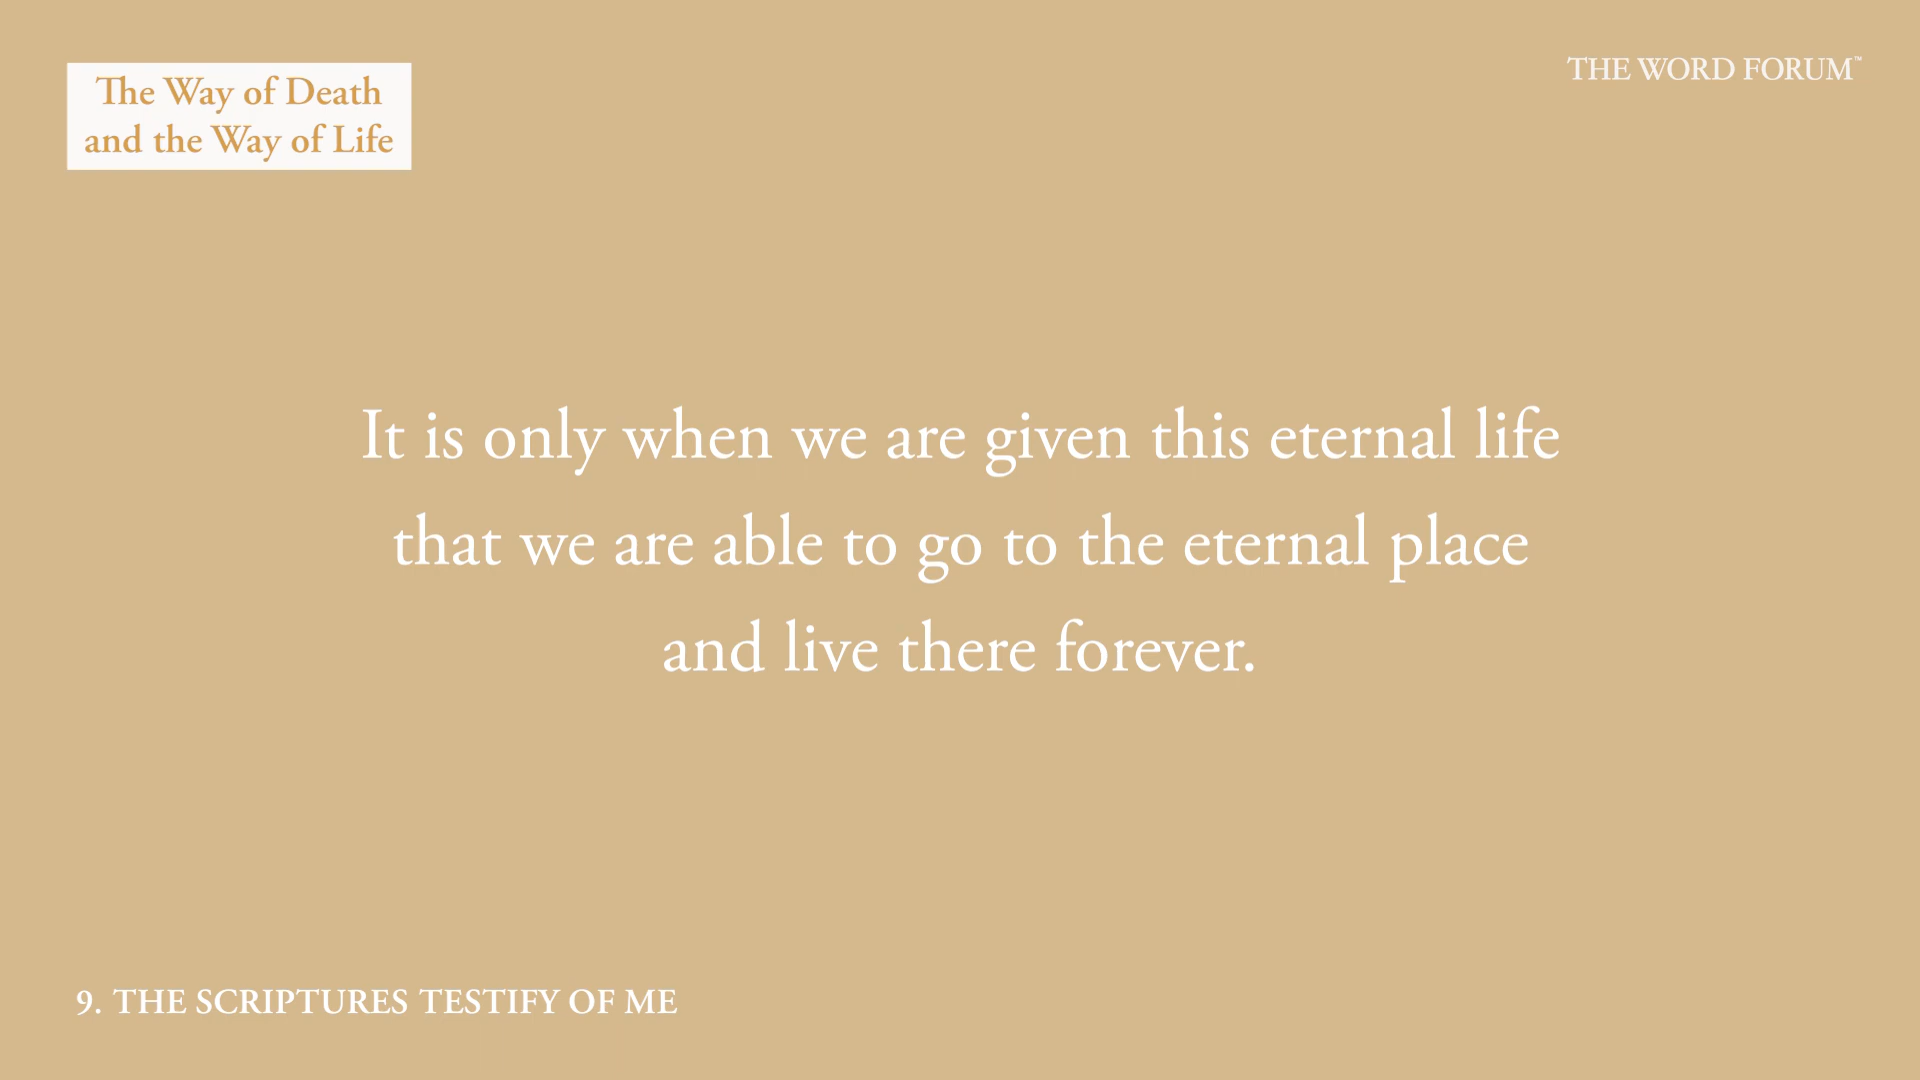 The Way of Death
and the Way of Life
THE WORD FORUM™
It is only when we are given this eternal life
that we are able to go to the eternal place
and live there forever.
9. THE SCRIPTURES TESTIFY OF ME